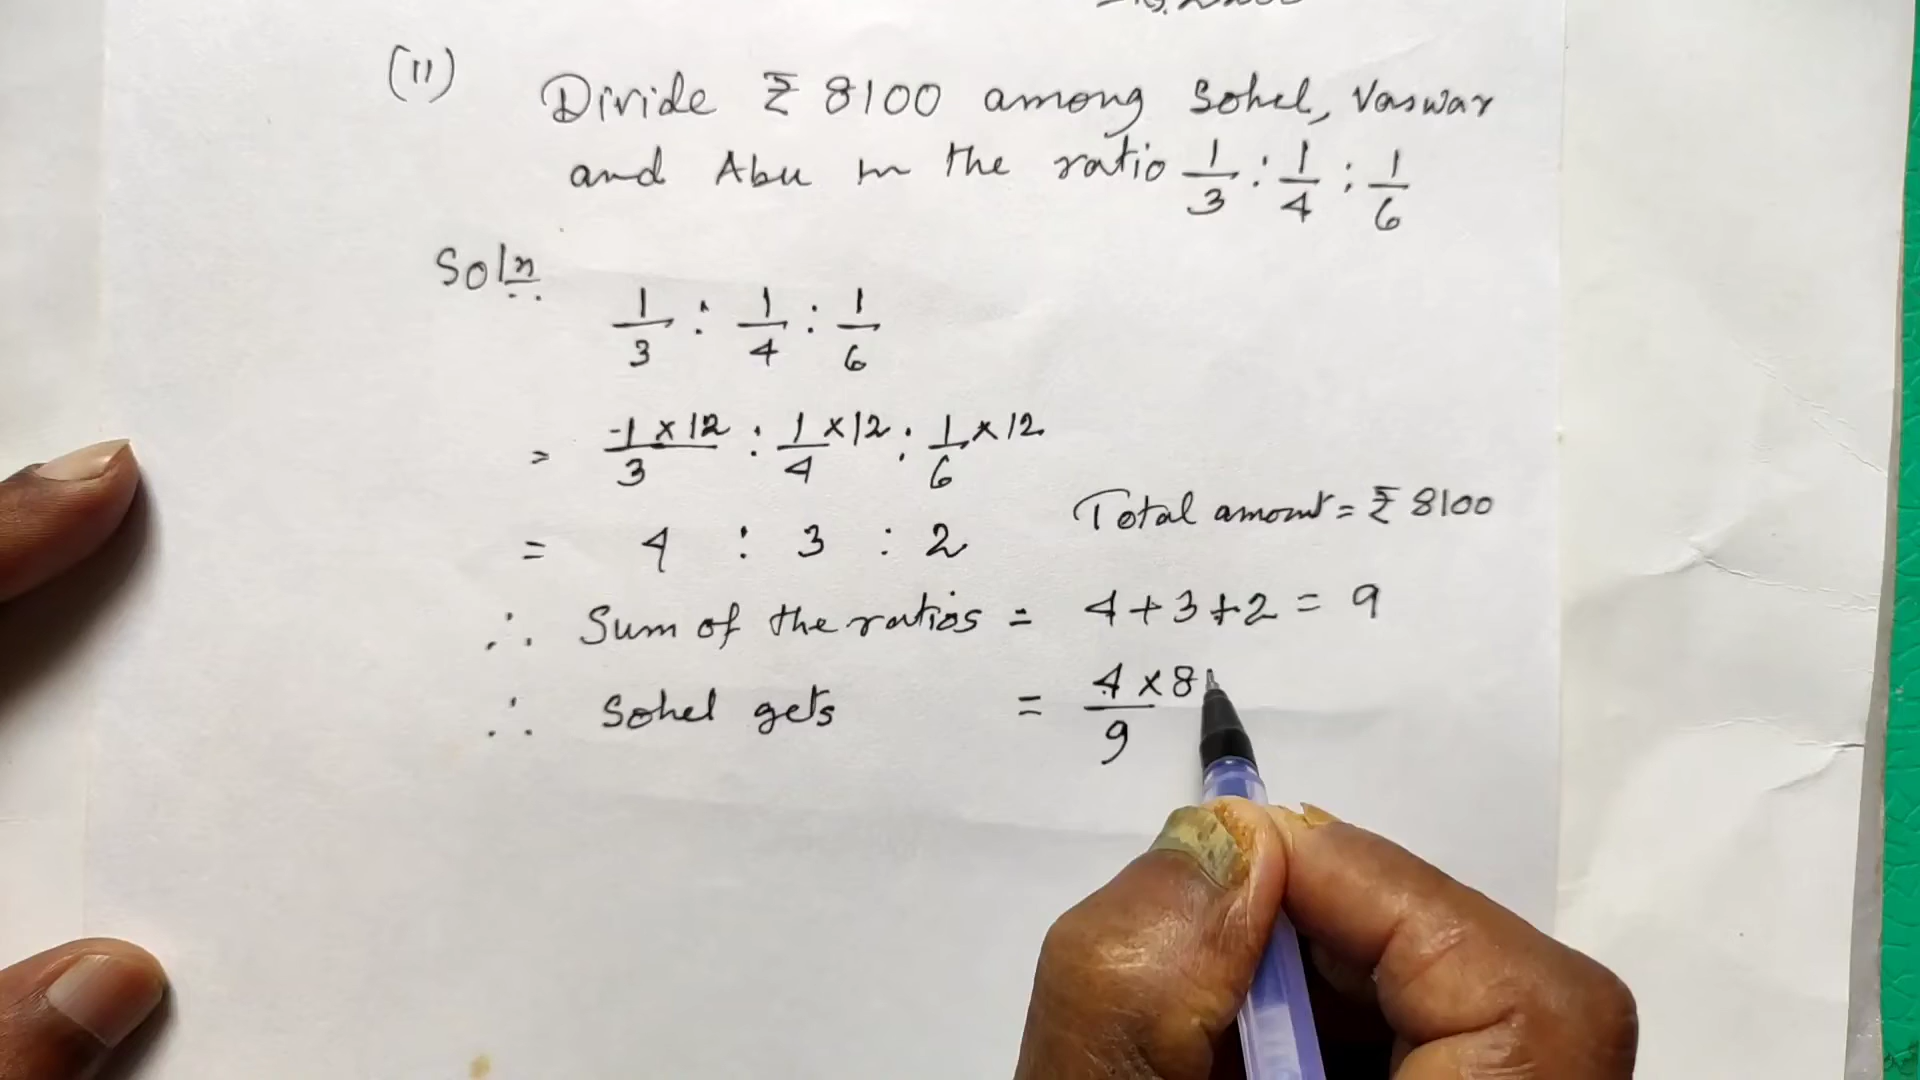 (11) Divide ₹ 8100 among Sohel, Vaswar
and Abu in the ratio 1/3 : 1/4 : 1/6
Soln
1/3 : 1/4 : 1/6
= 1×12/3 : 1/4 ×12 : 1/6 ×12
= 4 : 3 : 2
Total amount = ₹ 8100
∴ Sum of the ratios = 4+3+2 = 9
∴ Sohel gets = 4/9 × 81